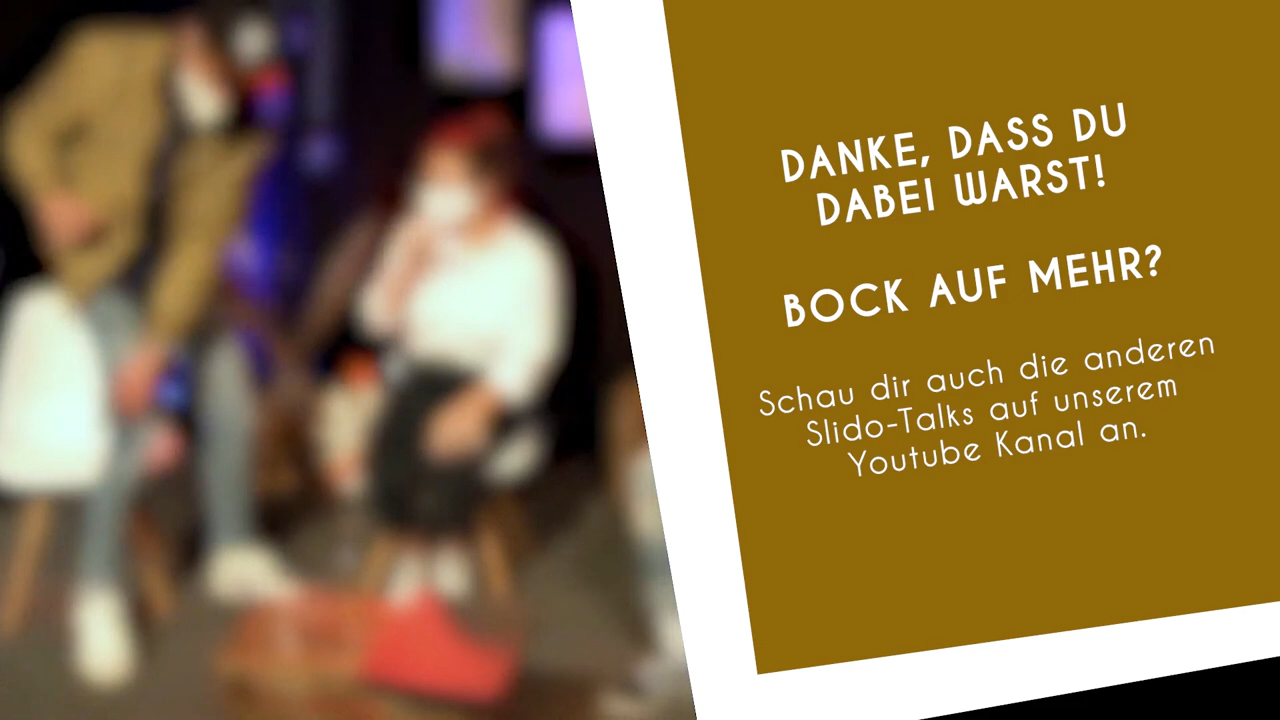 DANKE, DASS DU
DABEI WARST!
BOCK AUF MEHR?
Schau dir auch die anderen
Slido-Talks auf unserem
Youtube Kanal an.